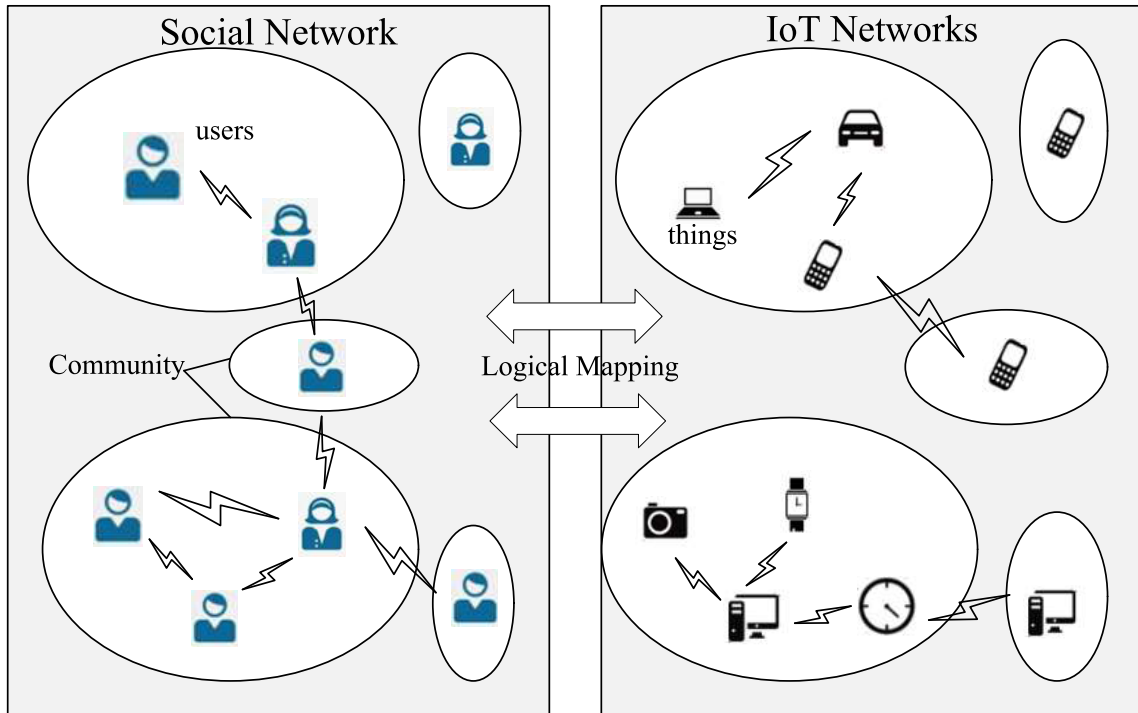 Social Network
users
Community
Logical Mapping
IoT Networks
things